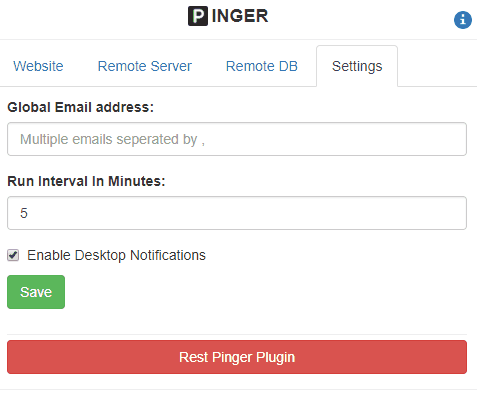 P INGER
i
Website Remote Server Remote DB Settings
Global Email address:
Multiple emails seperated by ,
Run Interval In Minutes:
5
Enable Desktop Notifications
Save
Rest Pinger Plugin